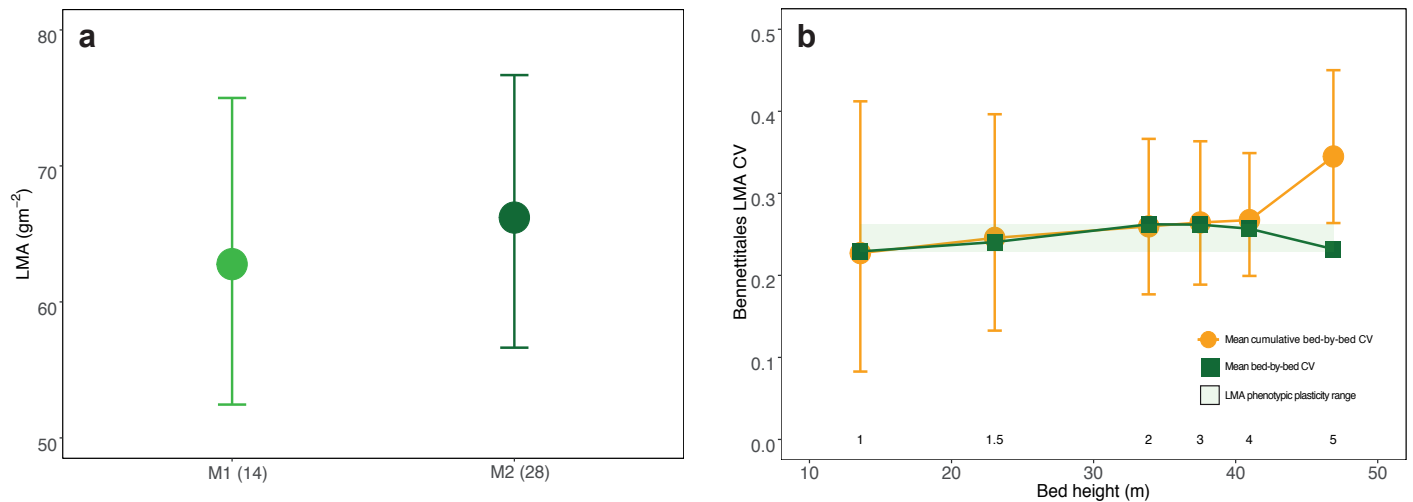 a
80
70
60
50
LMA (gm⁻²)
M1 (14)
M2 (28)
b
0.5
0.4
0.3
0.2
0.1
0.0
Bennettitales LMA CV
Mean cumulative bed-by-bed CV
Mean bed-by-bed CV
LMA phenotypic plasticity range
1 1.5 2 3 4 5
10 20 30 40 50
Bed height (m)